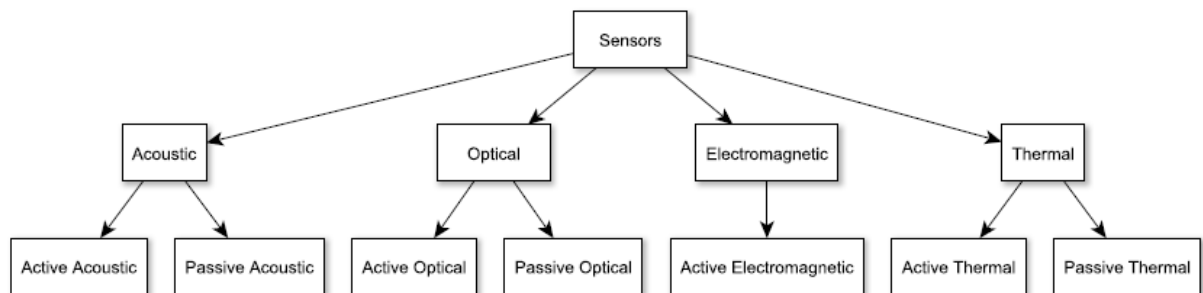 Sensors
Acoustic
Optical
Electromagnetic
Thermal
Active Acoustic
Passive Acoustic
Active Optical
Passive Optical
Active Electromagnetic
Active Thermal
Passive Thermal